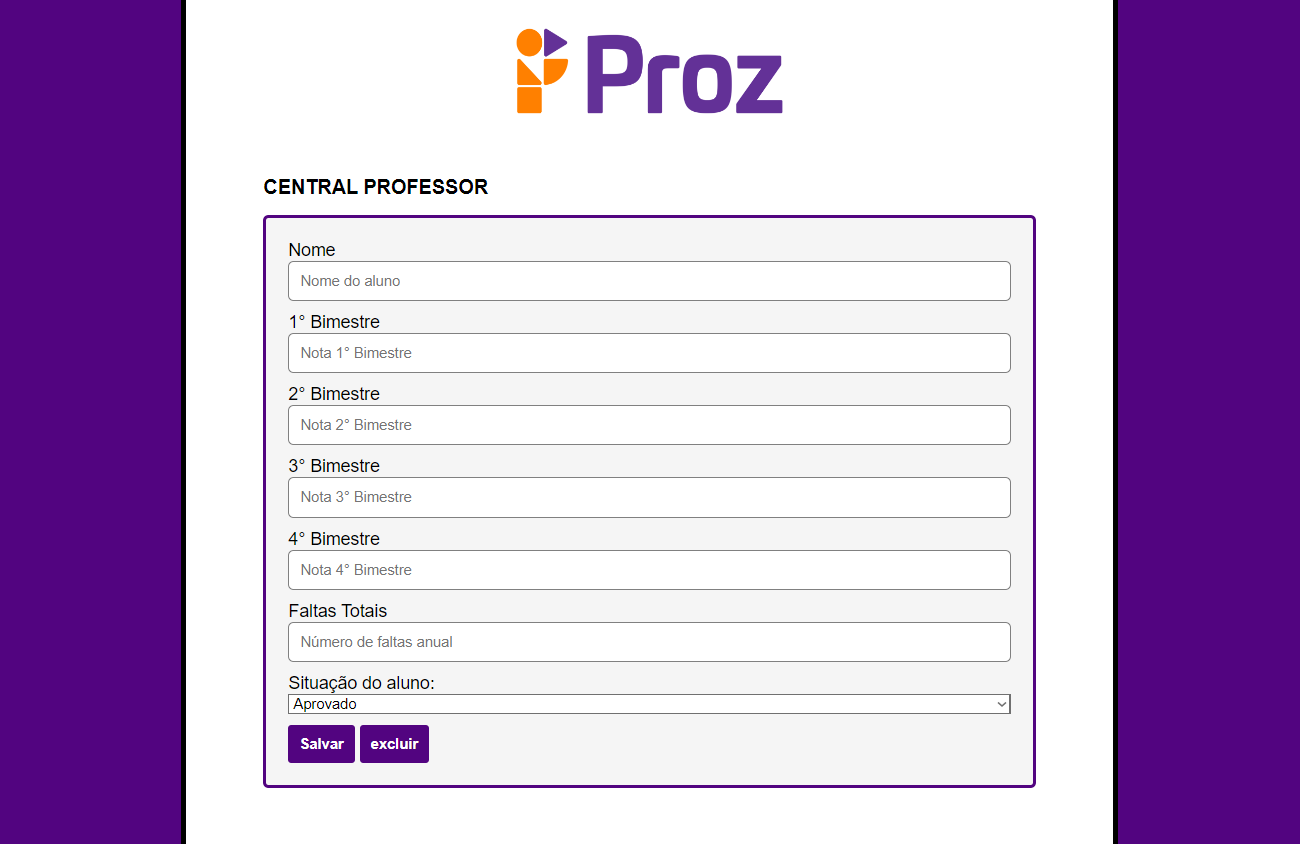 Proz
CENTRAL PROFESSOR
Nome
Nome do aluno
1° Bimestre
Nota 1° Bimestre
2° Bimestre
Nota 2° Bimestre
3° Bimestre
Nota 3° Bimestre
4° Bimestre
Nota 4° Bimestre
Faltas Totais
Número de faltas anual
Situação do aluno:
Aprovado
Salvar excluir